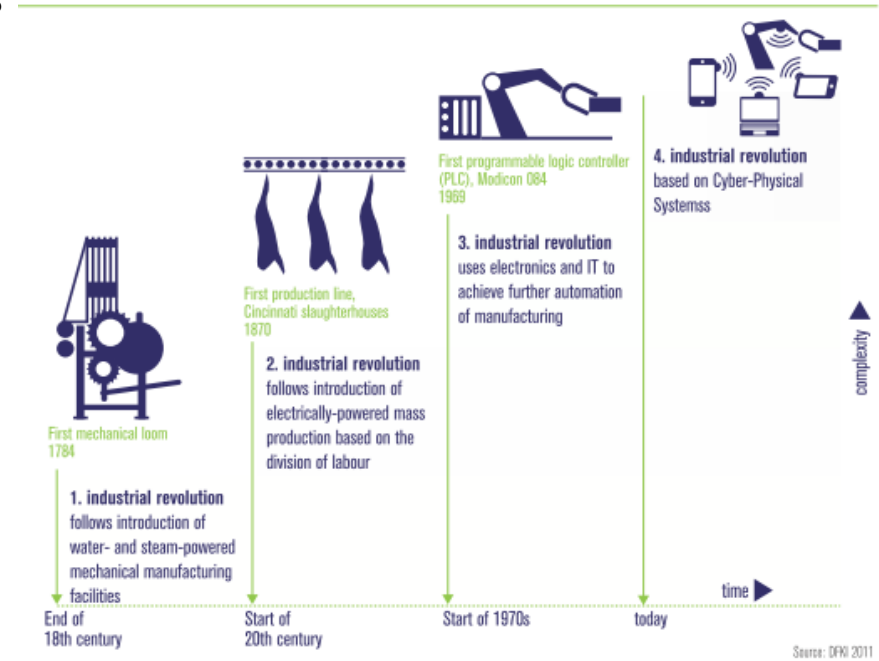 First mechanical loom
1784
1. industrial revolution
follows introduction of
water- and steam-powered
mechanical manufacturing
facilities
End of
18th century
First production line,
Cincinnati slaughterhouses
1870
2. industrial revolution
follows introduction of
electrically-powered mass
production based on the
division of labour
Start of
20th century
First programmable logic controller
(PLC), Modicon 084
1969
3. industrial revolution
uses electronics and IT to
achieve further automation
of manufacturing
Start of 1970s
4. industrial revolution
based on Cyber-Physical
Systemss
today
complexity
time
Source: DFKI 2011